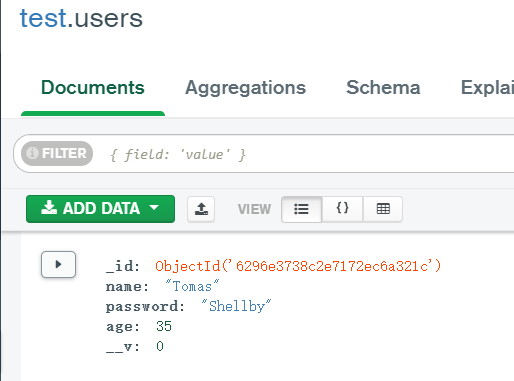 test.users
Documents Aggregations Schema Explai
FILTER { field: 'value' }
ADD DATA VIEW { }
_id: ObjectId('6296e3738c2e7172ec6a321c')
name: "Tomas"
password: "Shellby"
age: 35
__v: 0